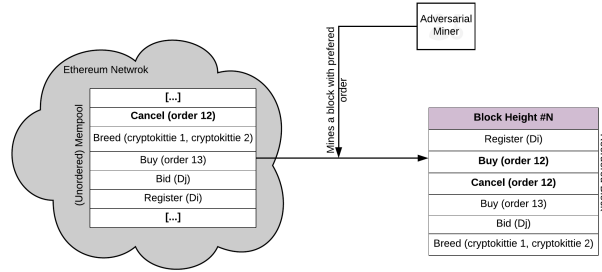 Adversarial
Miner
Ethereum Netwrok
(Unordered) Mempool
[...]
Cancel (order 12)
Breed (cryptokittie 1, cryptokittie 2)
Buy (order 13)
Bid (Dj)
Register (Di)
[...]
Mines a block with prefered
order
Block Height #N
Register (Di)
Buy (order 12)
Cancel (order 12)
Buy (order 13)
Bid (Dj)
Breed (cryptokittie 1, cryptokittie 2)